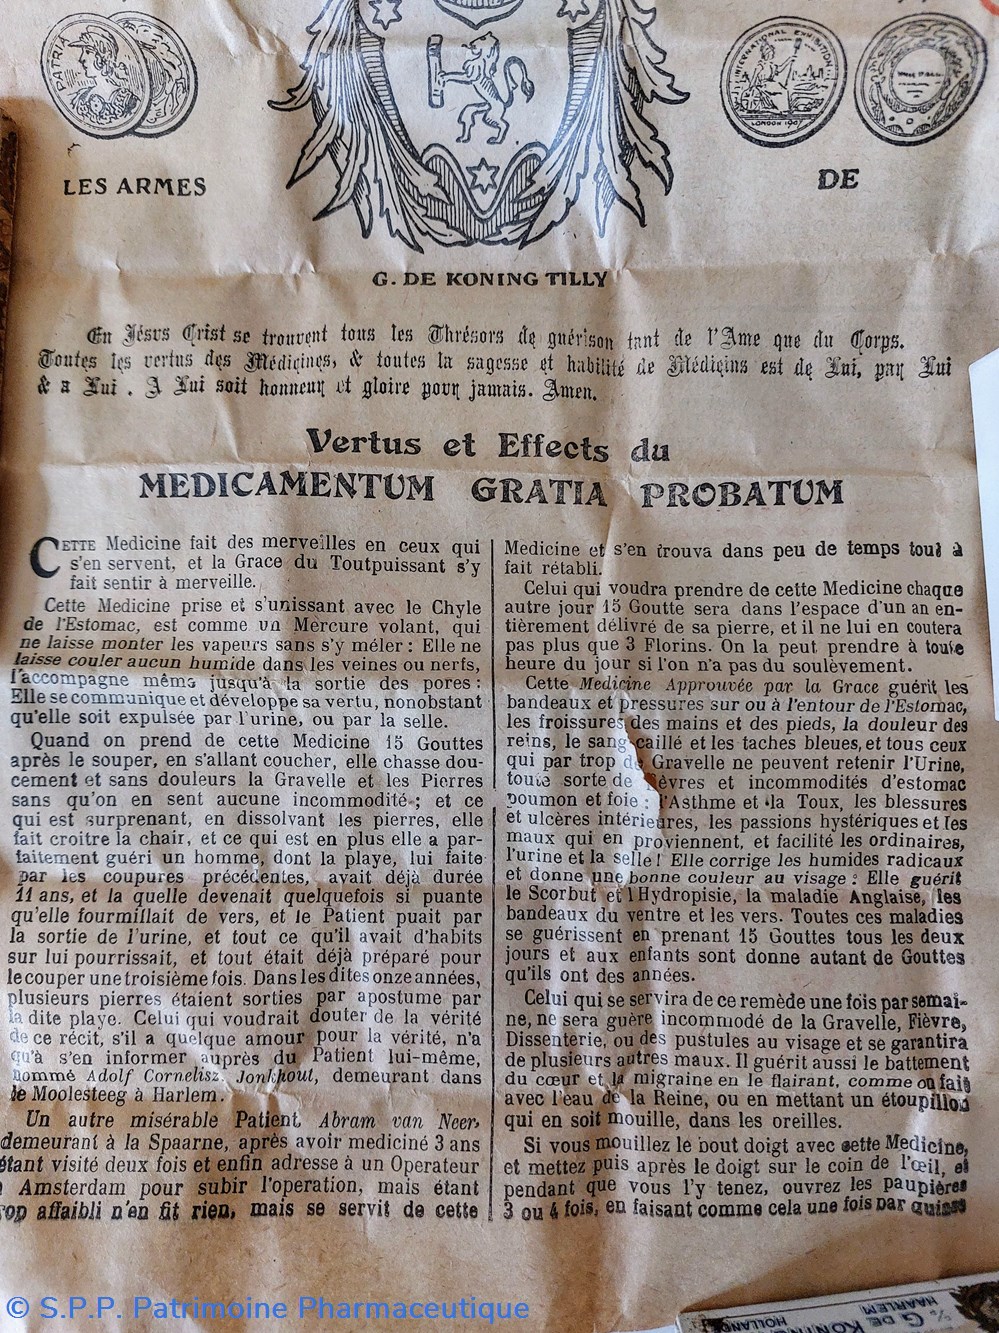 PATRIA
INTERNATIONAL EXHIBITION
LONDON 1907
LES ARMES
DE
G. DE KONING TILLY
En Jésus Crist se trouvent tous les Thrésors de guérison tant de l'Ame que du Corps.
Toutes les vertus des Médicines, & toutes la sagesse et habilité de Médicins est de Lui, par Lui
& a Lui . A Lui soit honneur et gloire pour jamais. Amen.
Vertus et Effects du
MEDICAMENTUM GRATIA PROBATUM
CETTE Medicine fait des merveilles en ceux qui
s'en servent, et la Grace du Toutpuissant s'y
fait sentir à merveille.
Cette Medicine prise et s'unissant avec le Chyle
de l'Estomac, est comme un Mercure volant, qui
ne laisse monter les vapeurs sans s'y méler : Elle ne
laisse couler aucun humide dans les veines ou nerfs,
l'accompagne même jusqu'à la sortie des pores :
Elle se communique et développe sa vertu, nonobstant
qu'elle soit expulsée par l'urine, ou par la selle.
Quand on prend de cette Medicine 15 Gouttes
après le souper, en s'allant coucher, elle chasse dou-
cement et sans douleurs la Gravelle et les Pierres
sans qu'on en sent aucune incommodité ; et ce
qui est surprenant, en dissolvant les pierres, elle
fait croitre la chair, et ce qui est en plus elle a par-
faitement guéri un homme, dont la playe, lui faite
par les coupures précédentes, avait déjà durée
11 ans, et la quelle devenait quelquefois si puante
qu'elle fourmillait de vers, et le Patient puait par
la sortie de l'urine, et tout ce qu'il avait d'habits
sur lui pourrissait, et tout était déjà préparé pour
le couper une troisième fois. Dans les dites onze années,
plusieurs pierres étaient sorties par apostume par
la dite playe. Celui qui voudrait douter de la vérité
de ce récit, s'il a quelque amour pour la vérité, n'a
qu'à s'en informer auprès du Patient lui-même,
nommé Adolf Cornelisz. Jonkhout, demeurant dans
le Moolesteeg à Harlem.
Un autre misérable Patient Abram van Neer,
demeurant à la Spaarne, après avoir mediciné 3 ans
étant visité deux fois et enfin adresse à un Operateur
Amsterdam pour subir l'operation, mais étant
affaibli n'en fit rien, mais se servit de cette
Medicine et s'en trouva dans peu de temps tout à
fait rétabli.
Celui qui voudra prendre de cette Medicine chaque
autre jour 15 Goutte sera dans l'espace d'un an en-
tièrement délivré de sa pierre, et il ne lui en coutera
pas plus que 3 Florins. On la peut prendre à toute
heure du jour si l'on n'a pas du soulèvement.
Cette Medicine Approuvée par la Grace guérit les
bandeaux et pressures sur ou à l'entour de l'Estomac,
les froissures des mains et des pieds, la douleur des
reins, le sang caillé et les taches bleues, et tous ceux
qui par trop de Gravelle ne peuvent retenir l'Urine,
toute sorte de fièvres et incommodités d'estomac
poumon et foie : l'Asthme et la Toux, les blessures
et ulcères intérieures, les passions hystériques et les
maux qui en proviennent, et facilité les ordinaires,
l'urine et la selle ! Elle corrige les humides radicaux
et donne une bonne couleur au visage : Elle guérit
le Scorbut et l'Hydropisie, la maladie Anglaise, les
bandeaux du ventre et les vers. Toutes ces maladies
se guérissent en prenant 15 Gouttes tous les deux
jours et aux enfants sont donne autant de Gouttes
qu'ils ont des années.
Celui qui se servira de ce remède une fois par semai-
ne, ne sera guère incommodé de la Gravelle, Fièvre,
Dissenterie, ou des pustules au visage et se garantira
de plusieurs autres maux. Il guérit aussi le battement
du cœur et la migraine en le flairant, comme on fait
avec l'eau de la Reine, ou en mettant un étoupillon
qui en soit mouille, dans les oreilles.
Si vous mouillez le bout doigt avec cette Medicine,
et mettez puis après le doigt sur le coin de l'œil, et
pendant que vous l'y tenez, ouvrez les paupières
3 ou 4 fois, en faisant comme cela une fois par quinze
G. DE KONING
HAARLEM
HOLLANDE
© S.P.P. Patrimoine Pharmaceutique